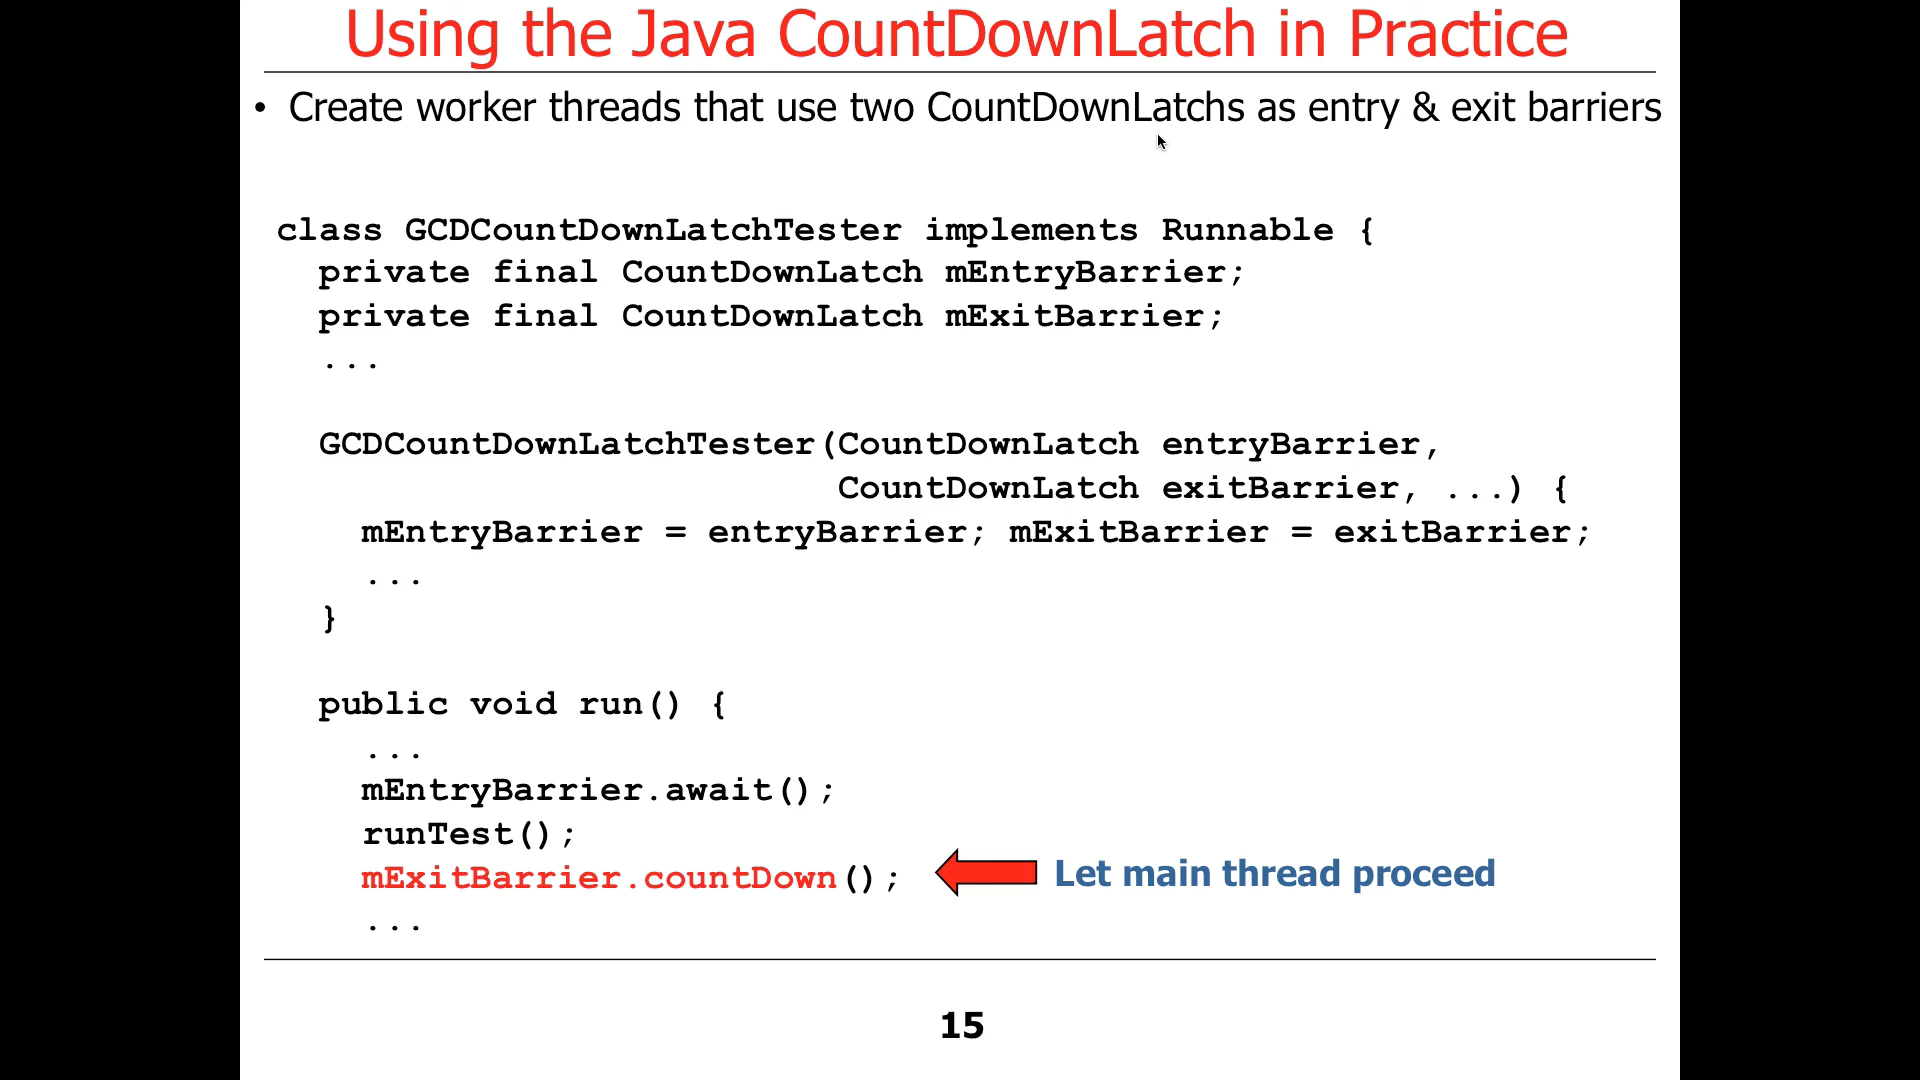 Using the Java CountDownLatch in Practice
• Create worker threads that use two CountDownLatchs as entry & exit barriers
class GCDCountDownLatchTester implements Runnable {
private final CountDownLatch mEntryBarrier;
private final CountDownLatch mExitBarrier;
...
GCDCountDownLatchTester(CountDownLatch entryBarrier,
CountDownLatch exitBarrier, ...) {
mEntryBarrier = entryBarrier; mExitBarrier = exitBarrier;
...
}
public void run() {
...
mEntryBarrier.await();
runTest();
mExitBarrier.countDown(); Let main thread proceed
...
15